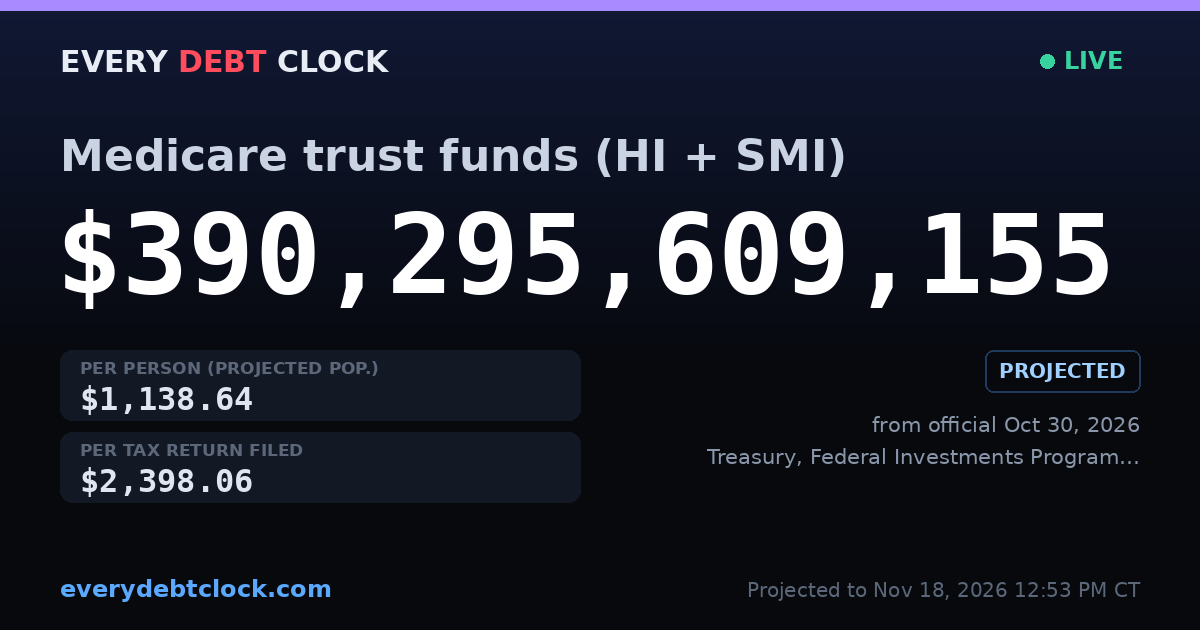 EVERY DEBT CLOCK
LIVE
Medicare trust funds (HI + SMI)
$390,295,609,155
PER PERSON (PROJECTED POP.)
$1,138.64
PER TAX RETURN FILED
$2,398.06
PROJECTED
from official Oct 30, 2026
Treasury, Federal Investments Program…
everydebtclock.com
Projected to Nov 18, 2026 12:53 PM CT